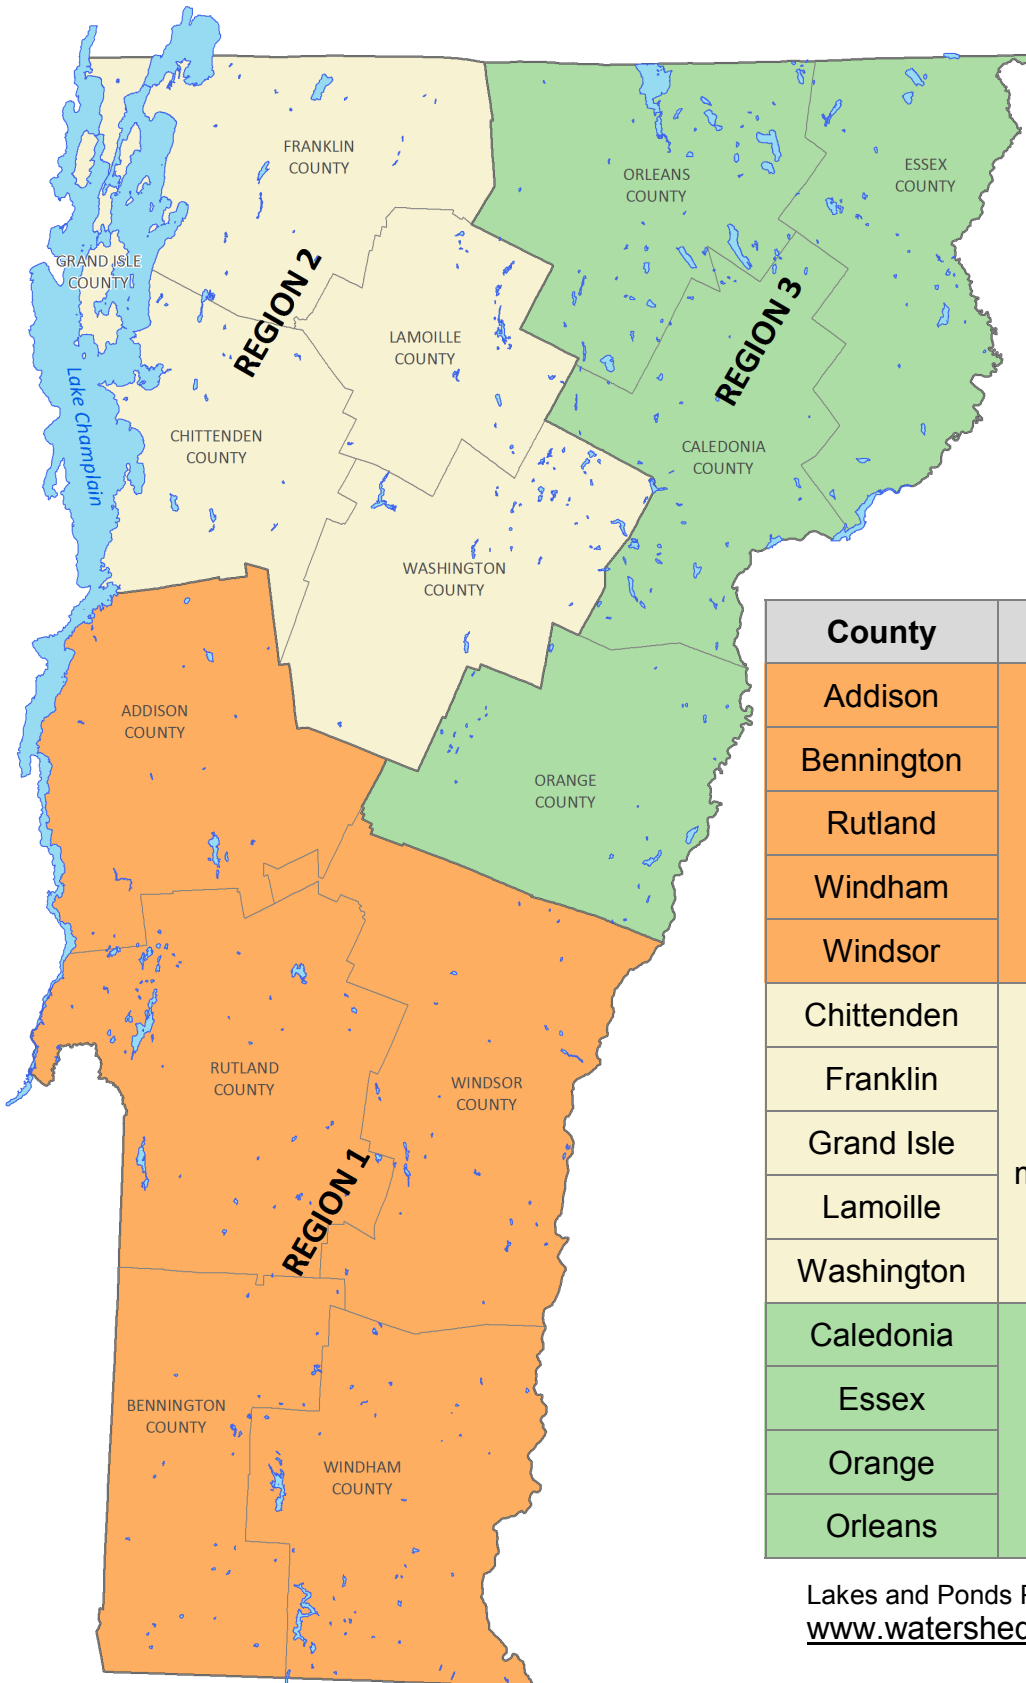 FRANKLIN
COUNTY
ORLEANS
COUNTY
ESSEX
COUNTY
GRAND ISLE
COUNTY
REGION 2
LAMOILLE
COUNTY
REGION 3
Lake Champlain
CHITTENDEN
COUNTY
CALEDONIA
COUNTY
WASHINGTON
COUNTY
ADDISON
COUNTY
ORANGE
COUNTY
RUTLAND
COUNTY
WINDSOR
COUNTY
REGION 1
BENNINGTON
COUNTY
WINDHAM
COUNTY
County
Addison
Bennington
Rutland
Windham
Windsor
Chittenden
Franklin
Grand Isle
Lamoille
Washington
Caledonia
Essex
Orange
Orleans
Lakes and Ponds
www.watershed